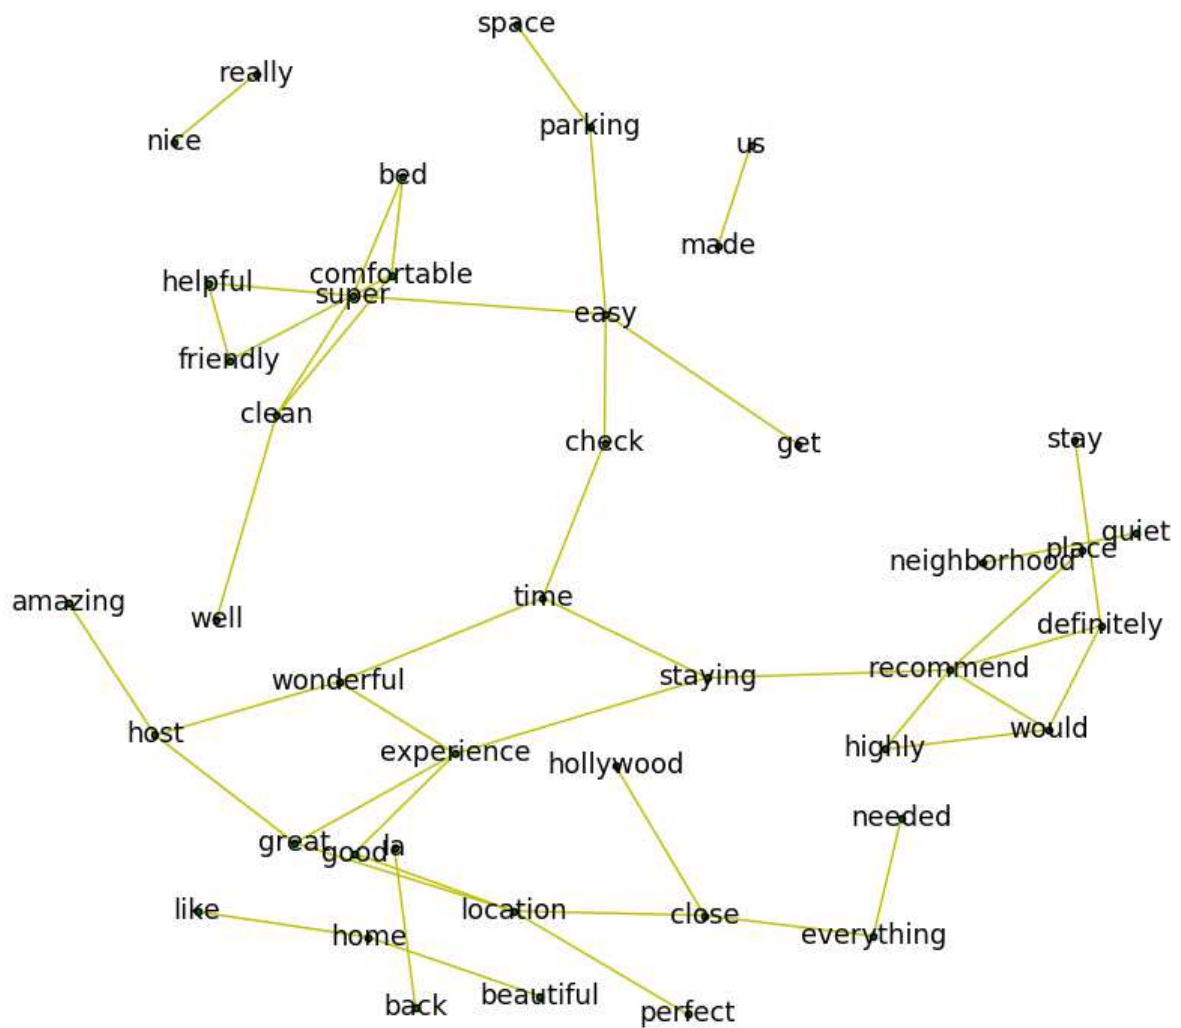 space
really
parking
nice
us
bed
made
comfortable
helpful
super
easy
friendly
clean
check
get
stay
quiet
place
neighborhood
time
amazing
well
definitely
recommend
staying
wonderful
would
host
highly
experience
hollywood
needed
great
good
la
like
location
close
everything
home
beautiful
back
perfect